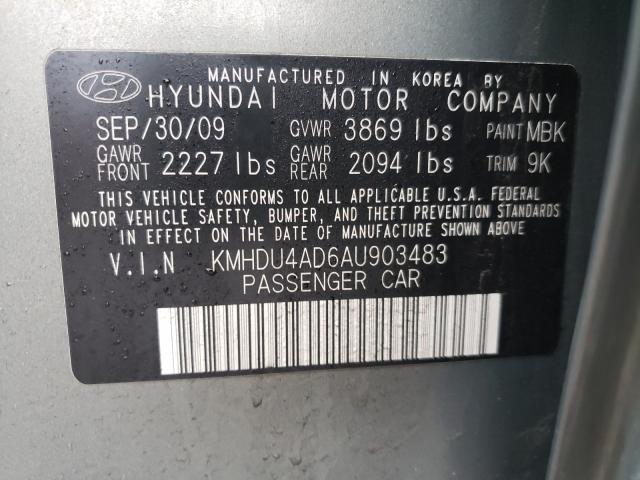 MANUFACTURED IN KOREA BY
HYUNDAI MOTOR COMPANY
SEP/30/09 GVWR 3869 lbs PAINT MBK
GAWR FRONT 2227 lbs GAWR REAR 2094 lbs TRIM 9K
THIS VEHICLE CONFORMS TO ALL APPLICABLE U.S.A. FEDERAL
MOTOR VEHICLE SAFETY, BUMPER, AND THEFT PREVENTION STANDARDS
IN EFFECT ON THE DATE OF MANUFACTURE SHOWN ABOVE.
V.I.N KMHDU4AD6AU903483
PASSENGER CAR